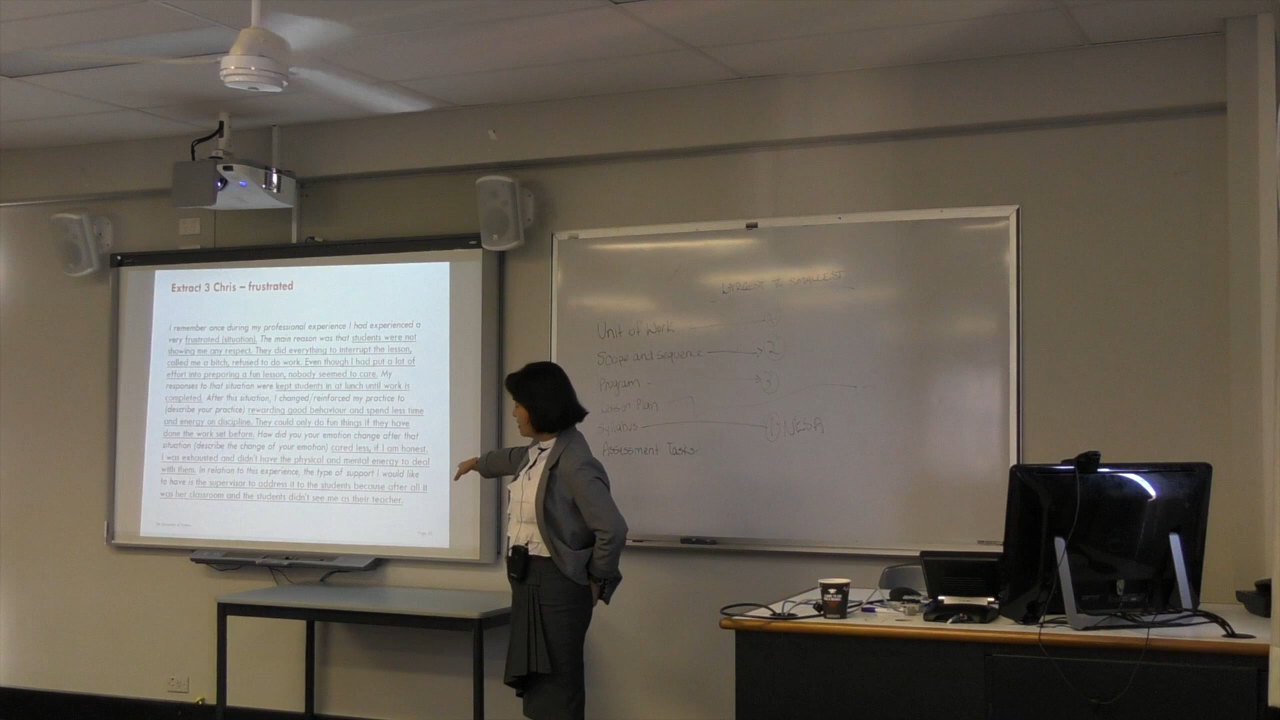 Extract 3 Chris – frustrated
I remember once during my professional experience I had experienced a
very frustrated (situation). The main reason was that students were not
showing me any respect. They did everything to interrupt the lesson,
called me a bitch, refused to do work. Even though I had put a lot of
effort into preparing a fun lesson, nobody seemed to care. My
responses to that situation were kept students in at lunch until work is
completed. After this situation, I changed/reinforced my practice to
(describe your practice) rewarding good behaviour and spend less time
and energy on discipline. They could only do fun things if they have
done the work set before. How did you your emotion change after that
situation (describe the change of your emotion) cared less, if I am honest.
I was exhausted and didn't have the physical and mental energy to deal
with them. In relation to this experience, the type of support I would like
to have is the supervisor to address it to the students because after all it
was her classroom and the students didn't see me as their teacher.
LARGEST to SMALLEST
Unit of Work
Scope and sequence 2
Program 3
Lesson Plan
Syllabus 1 NESA
Assessment Tasks